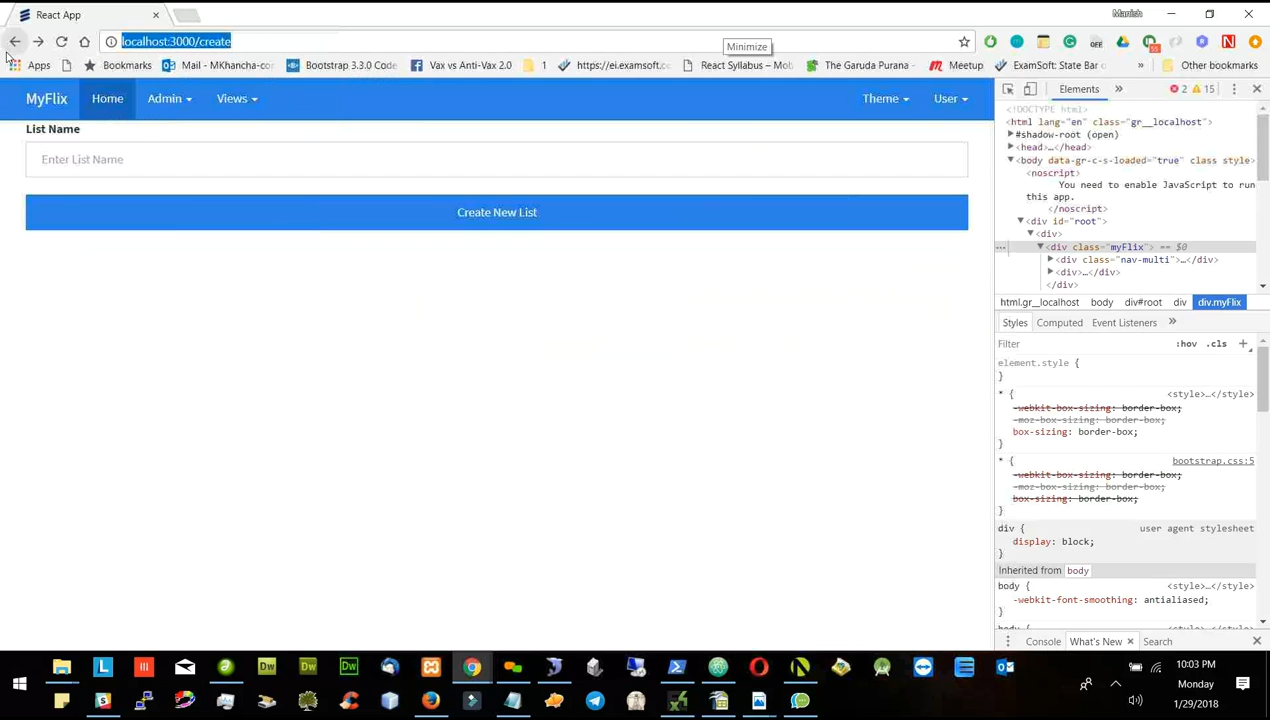 React App
Manish
localhost:3000/create
Minimize
Apps Bookmarks Mail - MKhancha-con Bootstrap 3.3.0 Code Vax vs Anti-Vax 2.0 1 https://ei.examsoft.c React Syllabus – Mob The Garuda Purana - Meetup ExamSoft: State Bar o » Other bookmarks
MyFlix Home Admin Views Theme User
List Name
Enter List Name
Create New List
Elements » 2 15
<!DOCTYPE html>
<html lang="en" class="gr__localhost">
#shadow-root (open)
<head>…</head>
<body data-gr-c-s-loaded="true" class style>
<noscript>
You need to enable JavaScript to run
this app.
</noscript>
<div id="root">
<div>
<div class="myFlix"> == $0
<div class="nav-multi">…</div>
<div>…</div>
</div>
html.gr__localhost body div#root div div.myFlix
Styles Computed Event Listeners »
Filter :hov .cls +
element.style {
}
* { <style>…</style>
-webkit-box-sizing: border-box;
-moz-box-sizing: border-box;
box-sizing: border-box;
}
* { bootstrap.css:5
-webkit-box-sizing: border-box;
-moz-box-sizing: border-box;
box-sizing: border-box;
}
div { user agent stylesheet
display: block;
}
Inherited from body
body { <style>…</style>
-webkit-font-smoothing: antialiased;
}
body { <style>…</style>
Console What's New Search
10:03 PM
Monday
1/29/2018